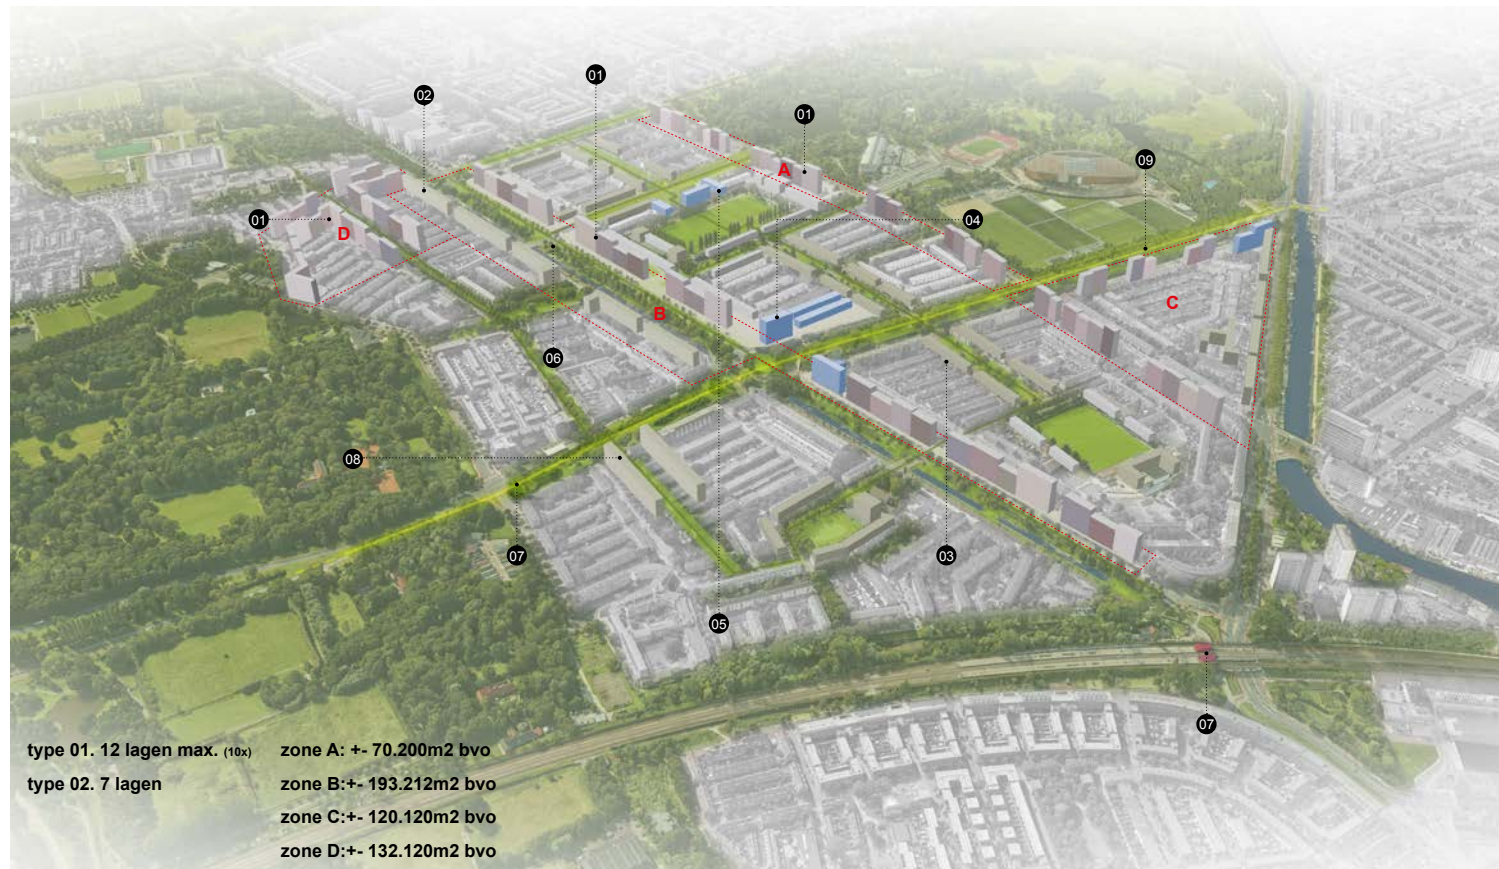 01
02
01
09
A
01
D
04
C
B
06
08
07
03
05
07
type 01. 12 lagen max. (10x)
type 02. 7 lagen
zone A: +- 70.200m2 bvo
zone B:+- 193.212m2 bvo
zone C:+- 120.120m2 bvo
zone D:+- 132.120m2 bvo